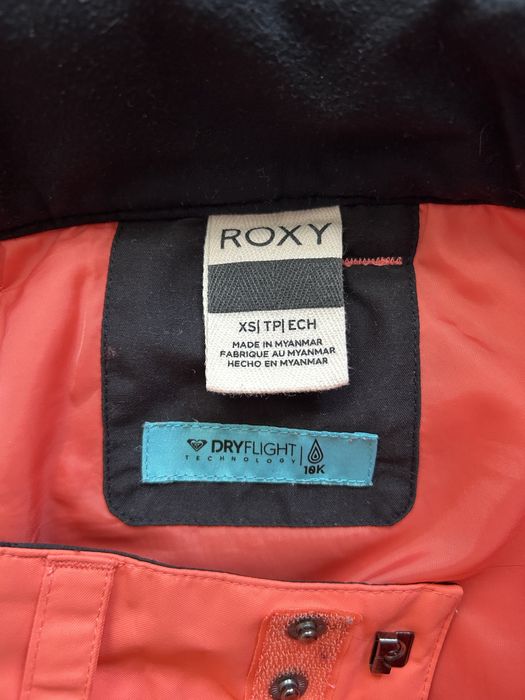 ROXY
XS| TP| ECH
MADE IN MYANMAR
FABRIQUE AU MYANMAR
HECHO EN MYANMAR
DRYFLIGHT
TECHNOLOGY
10K